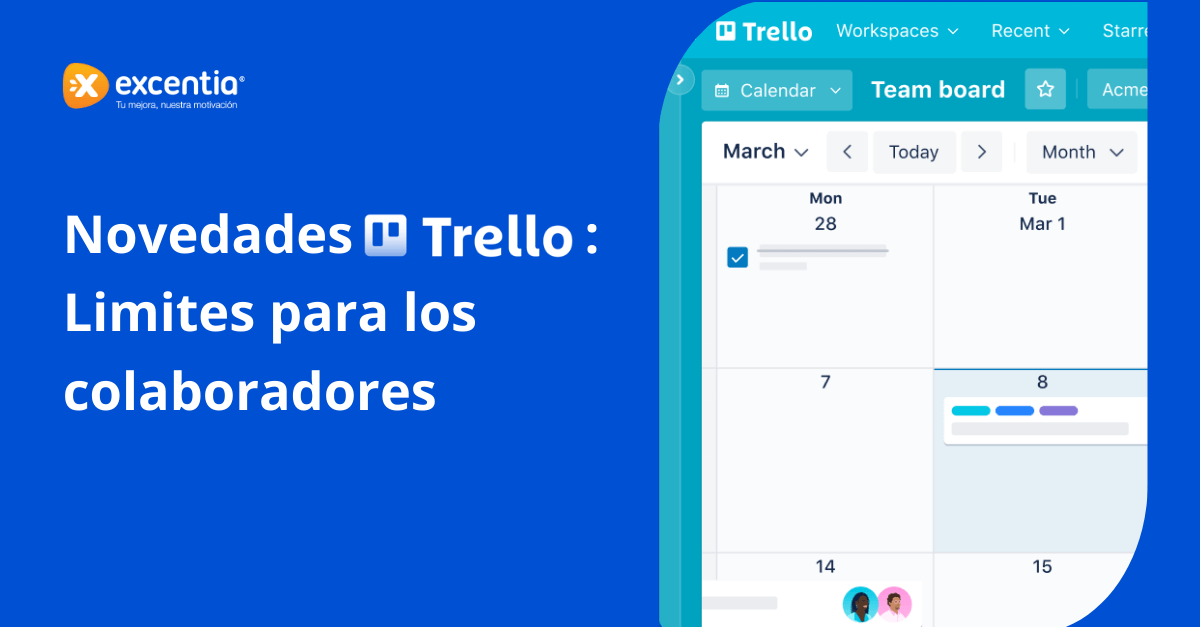 excentia®
Tu mejora, nuestra motivación
Novedades Trello :
Limites para los
colaboradores
Trello Workspaces Recent Starre
Calendar Team board Acme
March Today Month
Mon Tue
28 Mar 1
7 8
14 15